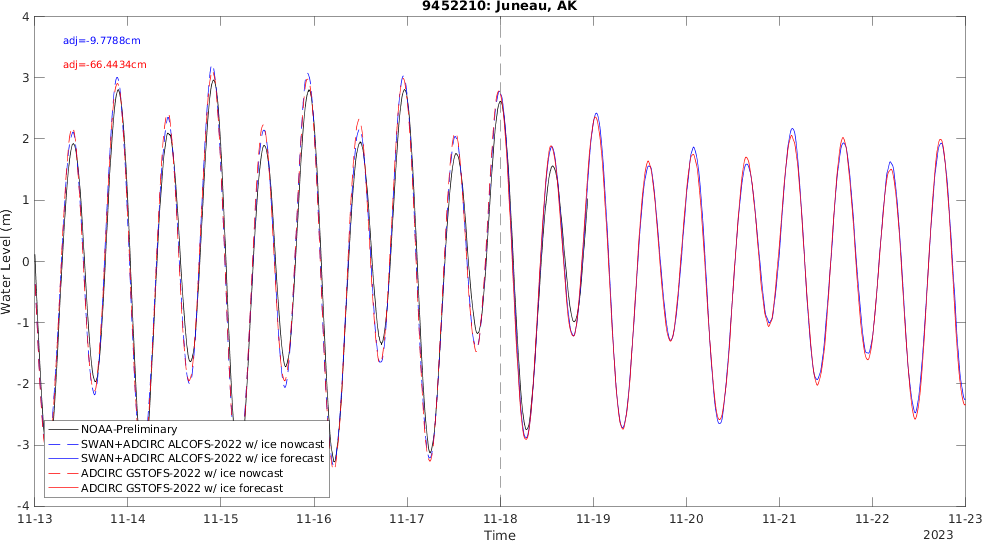 9452210: Juneau, AK
adj=-9.7788cm
adj=-66.4434cm
4
3
2
1
0
-1
-2
-3
-4
Water Level (m)
NOAA-Preliminary
SWAN+ADCIRC ALCOFS-2022 w/ ice nowcast
SWAN+ADCIRC ALCOFS-2022 w/ ice forecast
ADCIRC GSTOFS-2022 w/ ice nowcast
ADCIRC GSTOFS-2022 w/ ice forecast
11-13 11-14 11-15 11-16 11-17 11-18 11-19 11-20 11-21 11-22 11-23
Time
2023